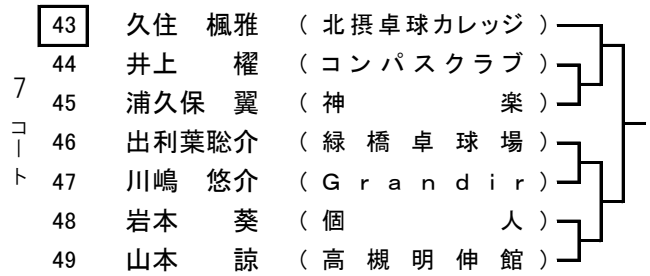 7コート
43 久住 楓雅 (北摂卓球カレッジ)
44 井上 櫂 (コンパスクラブ)
45 浦久保 翼 (神楽)
46 出利葉聡介 (緑橋卓球場)
47 川嶋 悠介 (Grandir)
48 岩本 葵 (個人)
49 山本 諒 (高槻明伸館)